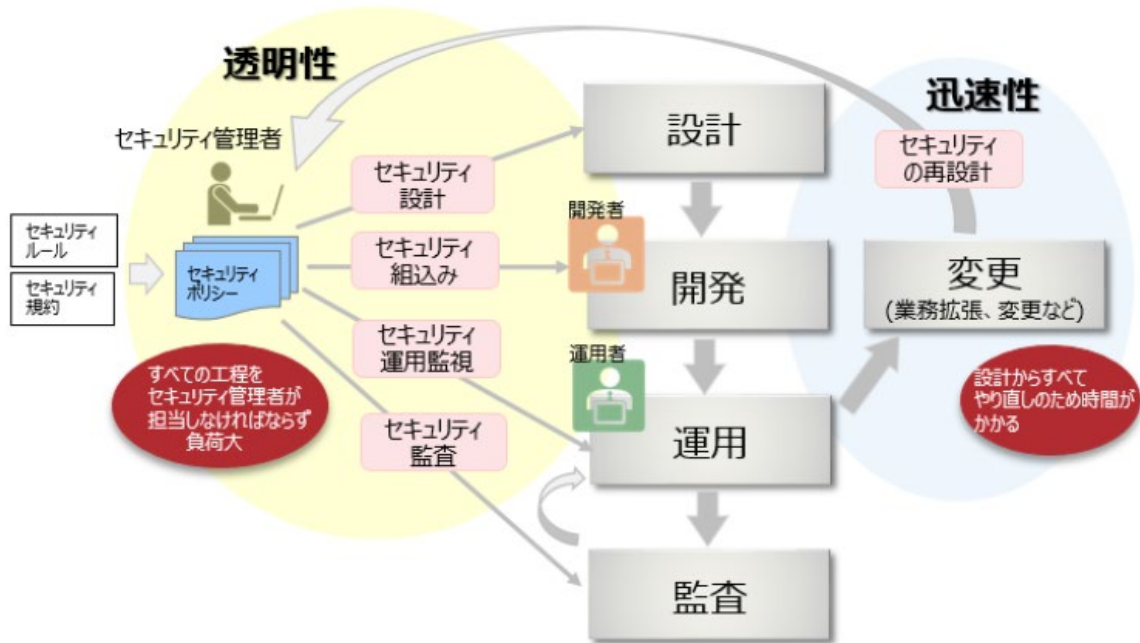 透明性
迅速性
セキュリティ管理者
セキュリティ
ルール
セキュリティ
規約
セキュリティ
ポリシー
すべての工程を
セキュリティ管理者が
担当しなければならず
負荷大
セキュリティ
設計
セキュリティ
組込み
セキュリティ
運用監視
セキュリティ
監査
設計
開発者
開発
運用者
運用
監査
セキュリティ
の再設計
変更
(業務拡張、変更など)
設計からすべて
やり直しのため時間が
かかる